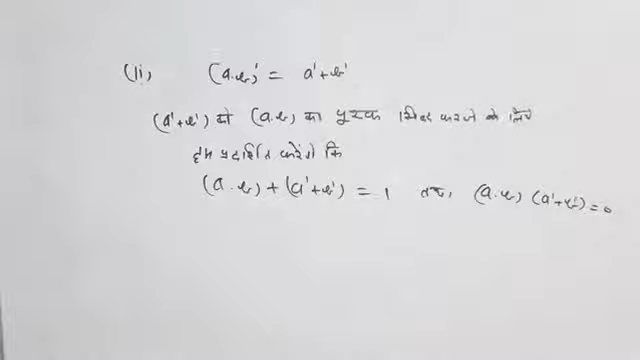 (ii) (a.b)' = a'+b'
(a'+b') को (a.b) का पूरक सिद्ध करने के लिये
हम प्रदर्शित करेंगे कि
(a.b)+(a'+b') = 1 तथा (a.b) (a'+b') = 0